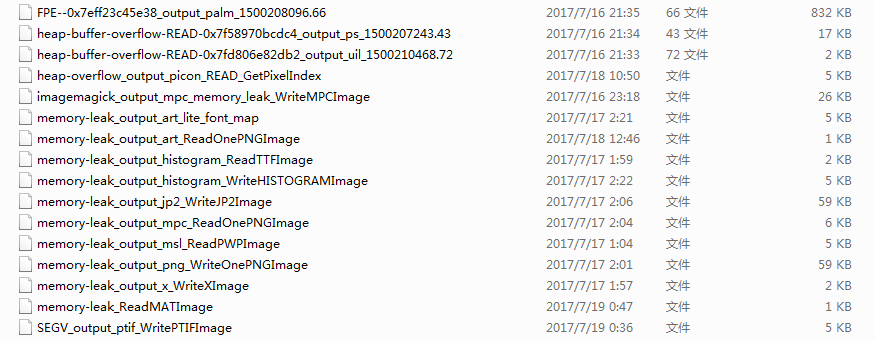 FPE--0x7eff23c45e38_output_palm_1500208096.66 2017/7/16 21:35 66 文件 832 KB
heap-buffer-overflow-READ-0x7f58970bcdc4_output_ps_1500207243.43 2017/7/16 21:34 43 文件 17 KB
heap-buffer-overflow-READ-0x7fd806e82db2_output_uil_1500210468.72 2017/7/16 21:33 72 文件 2 KB
heap-overflow_output_picon_READ_GetPixelIndex 2017/7/18 10:50 文件 5 KB
imagemagick_output_mpc_memory_leak_WriteMPCImage 2017/7/16 23:18 文件 26 KB
memory-leak_output_art_lite_font_map 2017/7/17 2:21 文件 5 KB
memory-leak_output_art_ReadOnePNGImage 2017/7/18 12:46 文件 1 KB
memory-leak_output_histogram_ReadTTFImage 2017/7/17 1:59 文件 2 KB
memory-leak_output_histogram_WriteHISTOGRAMImage 2017/7/17 2:22 文件 5 KB
memory-leak_output_jp2_WriteJP2Image 2017/7/17 2:06 文件 59 KB
memory-leak_output_mpc_ReadOnePNGImage 2017/7/17 2:04 文件 6 KB
memory-leak_output_msl_ReadPWPImage 2017/7/17 1:04 文件 5 KB
memory-leak_output_png_WriteOnePNGImage 2017/7/17 2:01 文件 59 KB
memory-leak_output_x_WriteXImage 2017/7/17 1:57 文件 2 KB
memory-leak_ReadMATImage 2017/7/19 0:47 文件 1 KB
SEGV_output_ptif_WritePTIFImage 2017/7/19 0:36 文件 5 KB